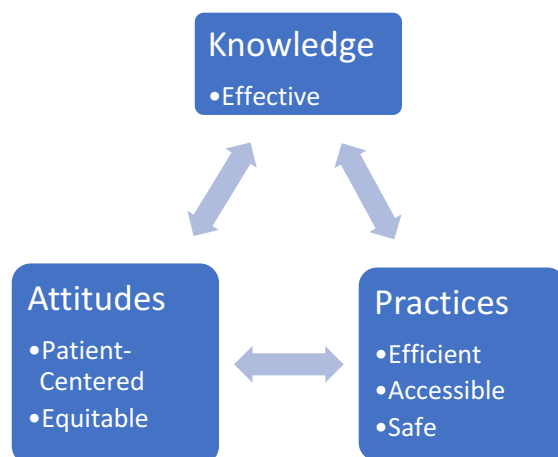 Knowledge
•Effective
Attitudes
•Patient-
Centered
•Equitable
Practices
•Efficient
•Accessible
•Safe